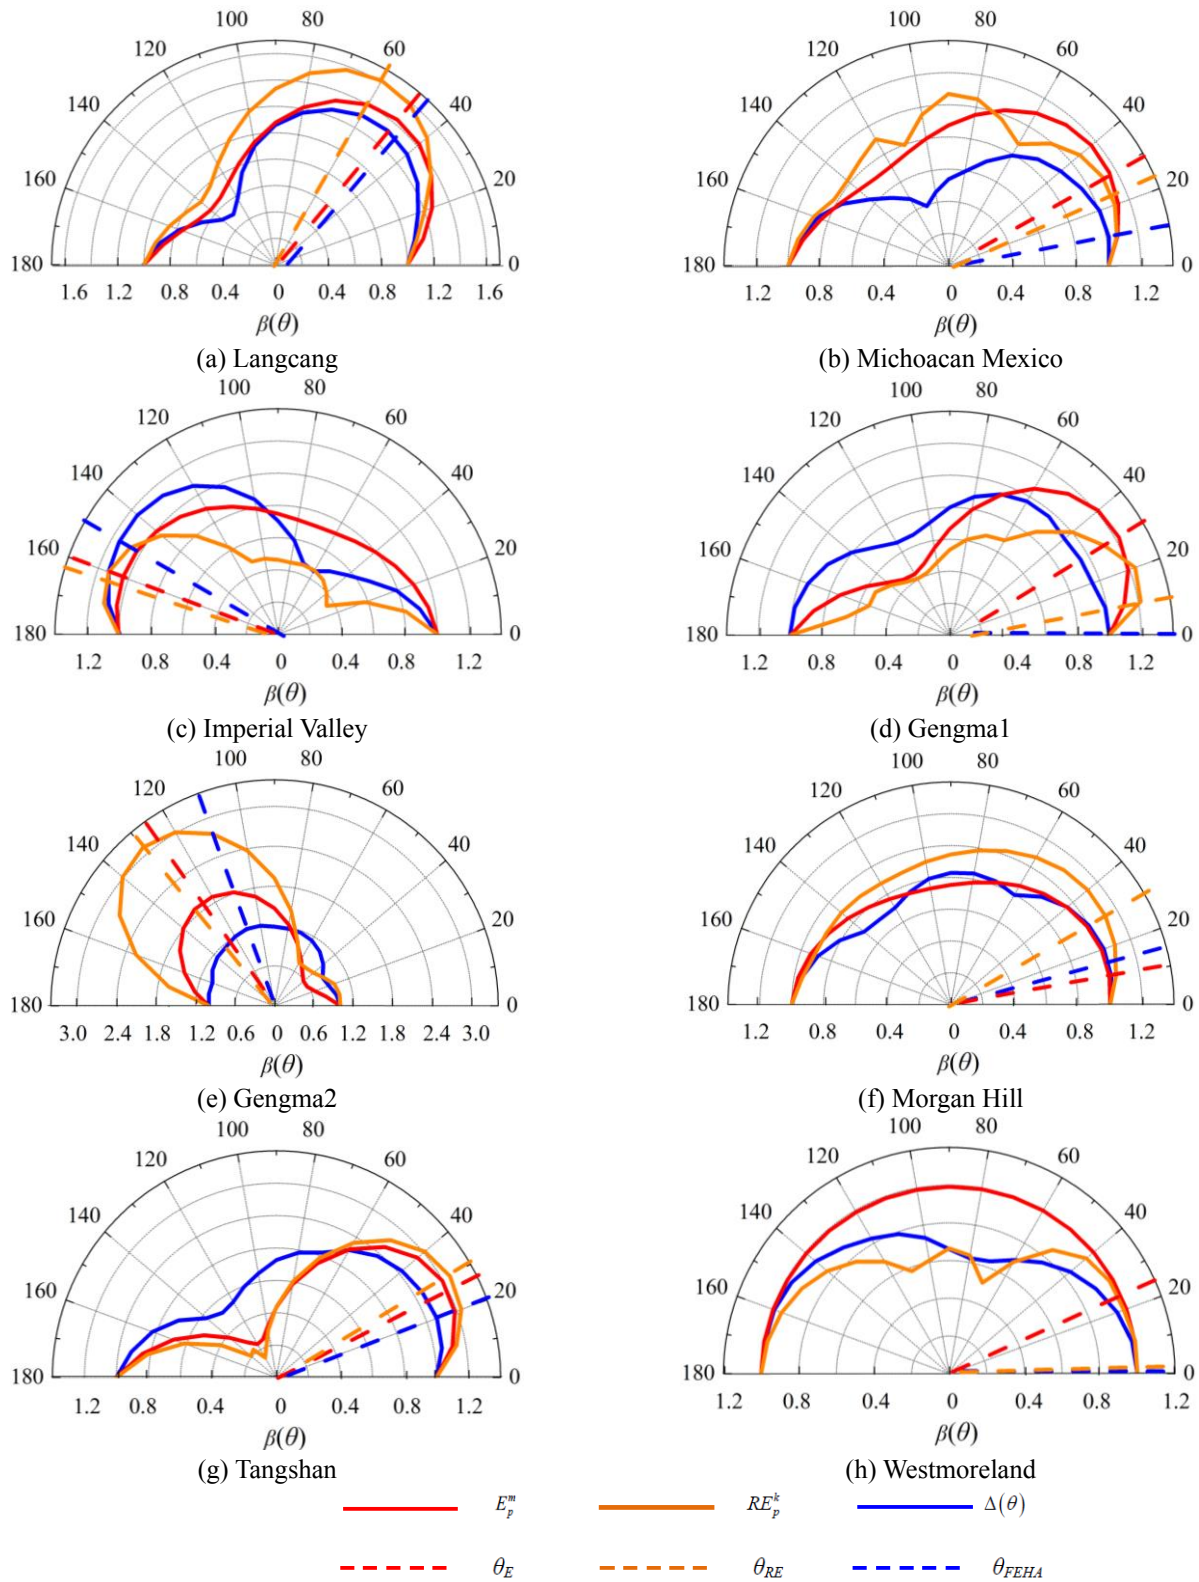 100 80 100 80
120 60 120 60
140 40 140 40
160 20 160 20
180 0 180 0
1.6 1.2 0.8 0.4 0 0.4 0.8 1.2 1.6 1.2 0.8 0.4 0 0.4 0.8 1.2
β(θ) β(θ)
(a) Langcang (b) Michoacan Mexico
100 80 100 80
120 60 120 60
140 40 140 40
160 20 160 20
180 0 180 0
1.2 0.8 0.4 0 0.4 0.8 1.2 1.2 0.8 0.4 0 0.4 0.8 1.2
β(θ) β(θ)
(c) Imperial Valley (d) Gengma1
100 80 100 80
120 60 120 60
140 40 140 40
160 20 160 20
180 0 180 0
3.0 2.4 1.8 1.2 0.6 0 0.6 1.2 1.8 2.4 3.0 1.2 0.8 0.4 0 0.4 0.8 1.2
β(θ) β(θ)
(e) Gengma2 (f) Morgan Hill
100 80 100 80
120 60 120 60
140 40 140 40
160 20 160 20
180 0 180 0
1.2 0.8 0.4 0 0.4 0.8 1.2 1.2 0.8 0.4 0 0.4 0.8 1.2
β(θ) β(θ)
(g) Tangshan (h) Westmoreland
E_p^m RE_p^k Δ(θ)
θ_E θ_RE θ_FEHA